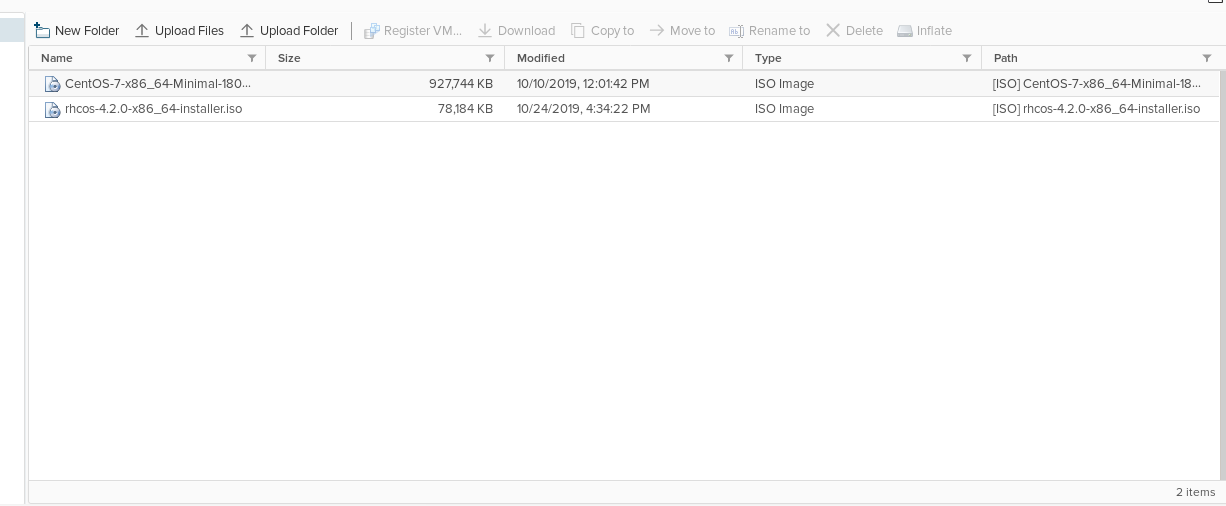 New Folder Upload Files Upload Folder Register VM... Download Copy to Move to Rename to Delete Inflate
Name Size Modified Type Path
CentOS-7-x86_64-Minimal-180... 927,744 KB 10/10/2019, 12:01:42 PM ISO Image [ISO] CentOS-7-x86_64-Minimal-18...
rhcos-4.2.0-x86_64-installer.iso 78,184 KB 10/24/2019, 4:34:22 PM ISO Image [ISO] rhcos-4.2.0-x86_64-installer.iso
2 items